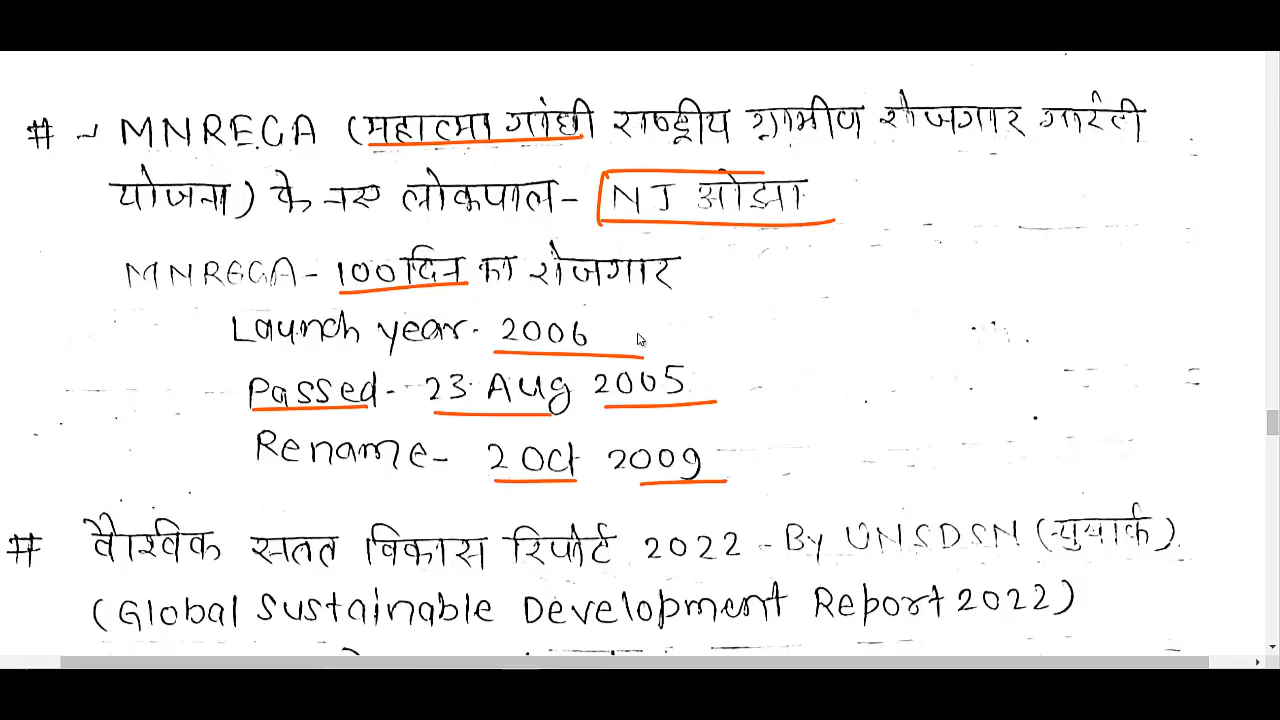 # → MNREGA (महात्मा गांधी राष्ट्रीय ग्रामीण रोजगार गारंटी
योजना) के नए लोकपाल - NJ ओझा
MNREGA - 100 दिन का रोजगार
Launch year - 2006
Passed - 23 Aug 2005
Rename - 2 Oct 2009
# वैश्विक सतत विकास रिपोर्ट 2022 - By UNSDSN (न्युयार्क)
(Global Sustainable Development Report 2022)